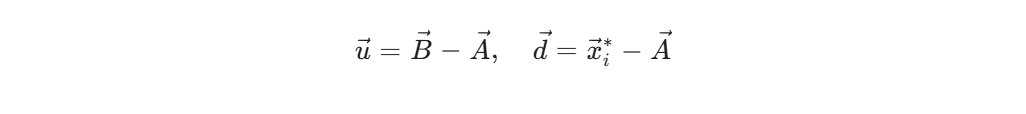 $\vec{u} = \vec{B} - \vec{A}, \quad \vec{d} = \vec{x}_i^* - \vec{A}$